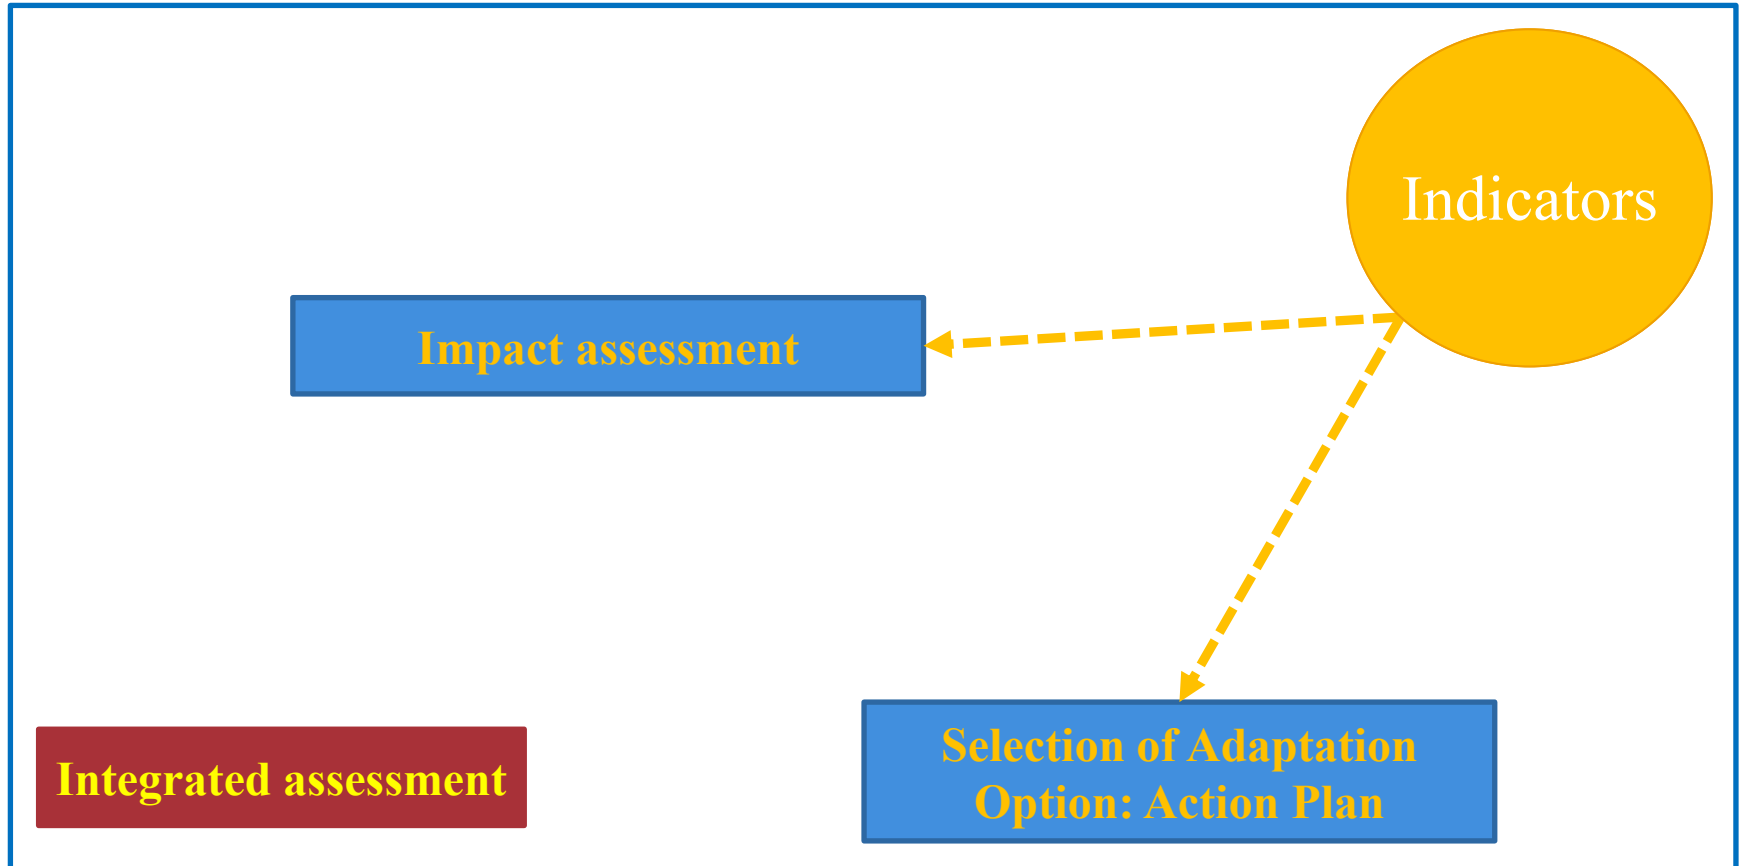 Indicators
Impact assessment
Integrated assessment
Selection of Adaptation
Option: Action Plan